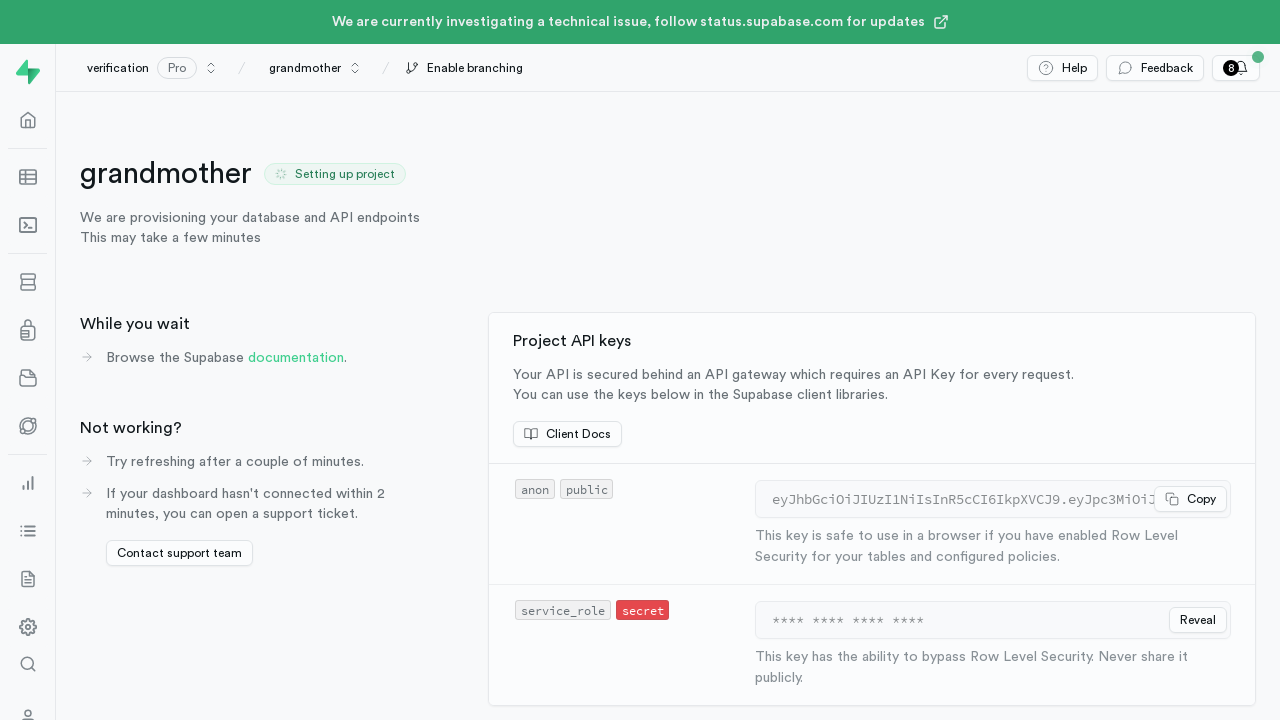 We are currently investigating a technical issue, follow status.supabase.com for updates
verification Pro / grandmother / Enable branching
Help
Feedback
8
grandmother
Setting up project
We are provisioning your database and API endpoints
This may take a few minutes
While you wait
Browse the Supabase documentation.
Not working?
Try refreshing after a couple of minutes.
If your dashboard hasn't connected within 2
minutes, you can open a support ticket.
Contact support team
Project API keys
Your API is secured behind an API gateway which requires an API Key for every request.
You can use the keys below in the Supabase client libraries.
Client Docs
anon public
eyJhbGciOiJIUzI1NiIsInR5cCI6IkpXVCJ9.eyJpc3MiOiJ
Copy
This key is safe to use in a browser if you have enabled Row Level
Security for your tables and configured policies.
service_role secret
**** **** **** ****
Reveal
This key has the ability to bypass Row Level Security. Never share it
publicly.